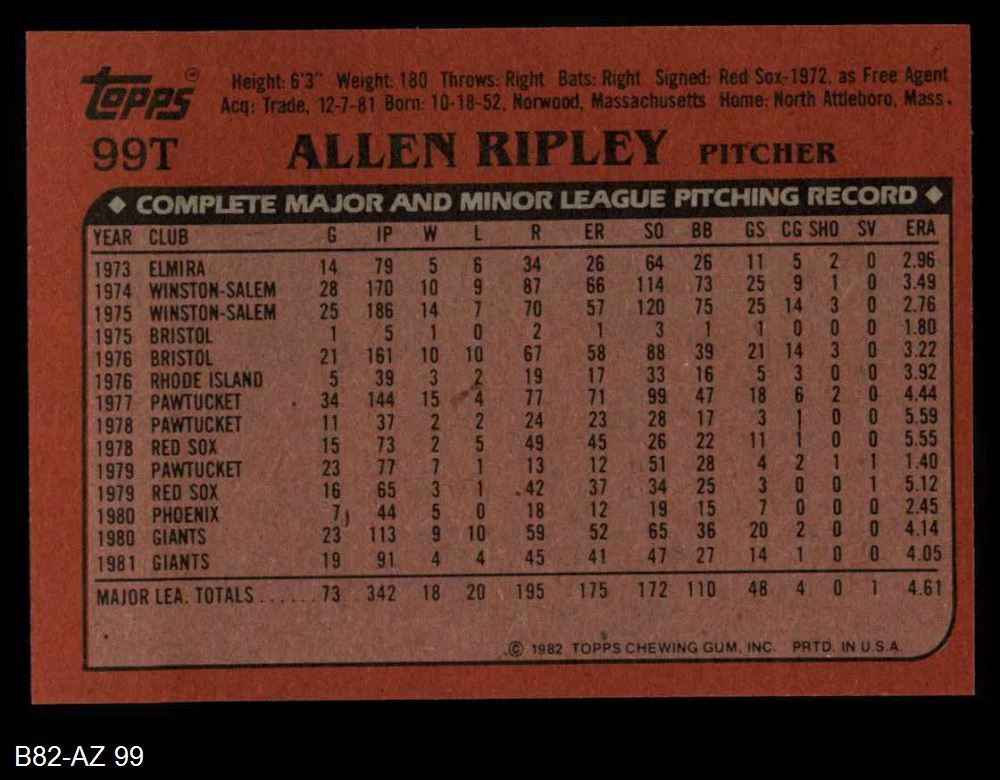 topps ®
Height: 6'3" Weight: 180 Throws: Right Bats: Right Signed: Red Sox-1972, as Free Agent
Acq: Trade, 12-7-81 Born: 10-18-52, Norwood, Massachusetts Home: North Attleboro, Mass.
99T ALLEN RIPLEY PITCHER
◆ COMPLETE MAJOR AND MINOR LEAGUE PITCHING RECORD ◆
YEAR CLUB G IP W L R ER SO BB GS CG SHO SV ERA
1973 ELMIRA 14 79 5 6 34 26 64 26 11 5 2 0 2.96
1974 WINSTON-SALEM 28 170 10 9 87 66 114 73 25 9 1 0 3.49
1975 WINSTON-SALEM 25 186 14 7 70 57 120 75 25 14 3 0 2.76
1975 BRISTOL 1 5 1 0 2 1 3 1 1 0 0 0 1.80
1976 BRISTOL 21 161 10 10 67 58 88 39 21 14 3 0 3.22
1976 RHODE ISLAND 5 39 3 2 19 17 33 16 5 3 0 0 3.92
1977 PAWTUCKET 34 144 15 4 77 71 99 47 18 6 2 0 4.44
1978 PAWTUCKET 11 37 2 2 24 23 28 17 3 1 0 0 5.59
1978 RED SOX 15 73 2 5 49 45 26 22 11 1 0 0 5.55
1979 PAWTUCKET 23 77 7 1 13 12 51 28 4 2 1 1 1.40
1979 RED SOX 16 65 3 1 42 37 34 25 3 0 0 1 5.12
1980 PHOENIX 7 44 5 0 18 12 19 15 7 0 0 0 2.45
1980 GIANTS 23 113 9 10 59 52 65 36 20 2 0 0 4.14
1981 GIANTS 19 91 4 4 45 41 47 27 14 1 0 0 4.05
MAJOR LEA. TOTALS ...... 73 342 18 20 195 175 172 110 48 4 0 1 4.61
© 1982 TOPPS CHEWING GUM, INC. PRTD. IN U.S.A.
B82-AZ 99